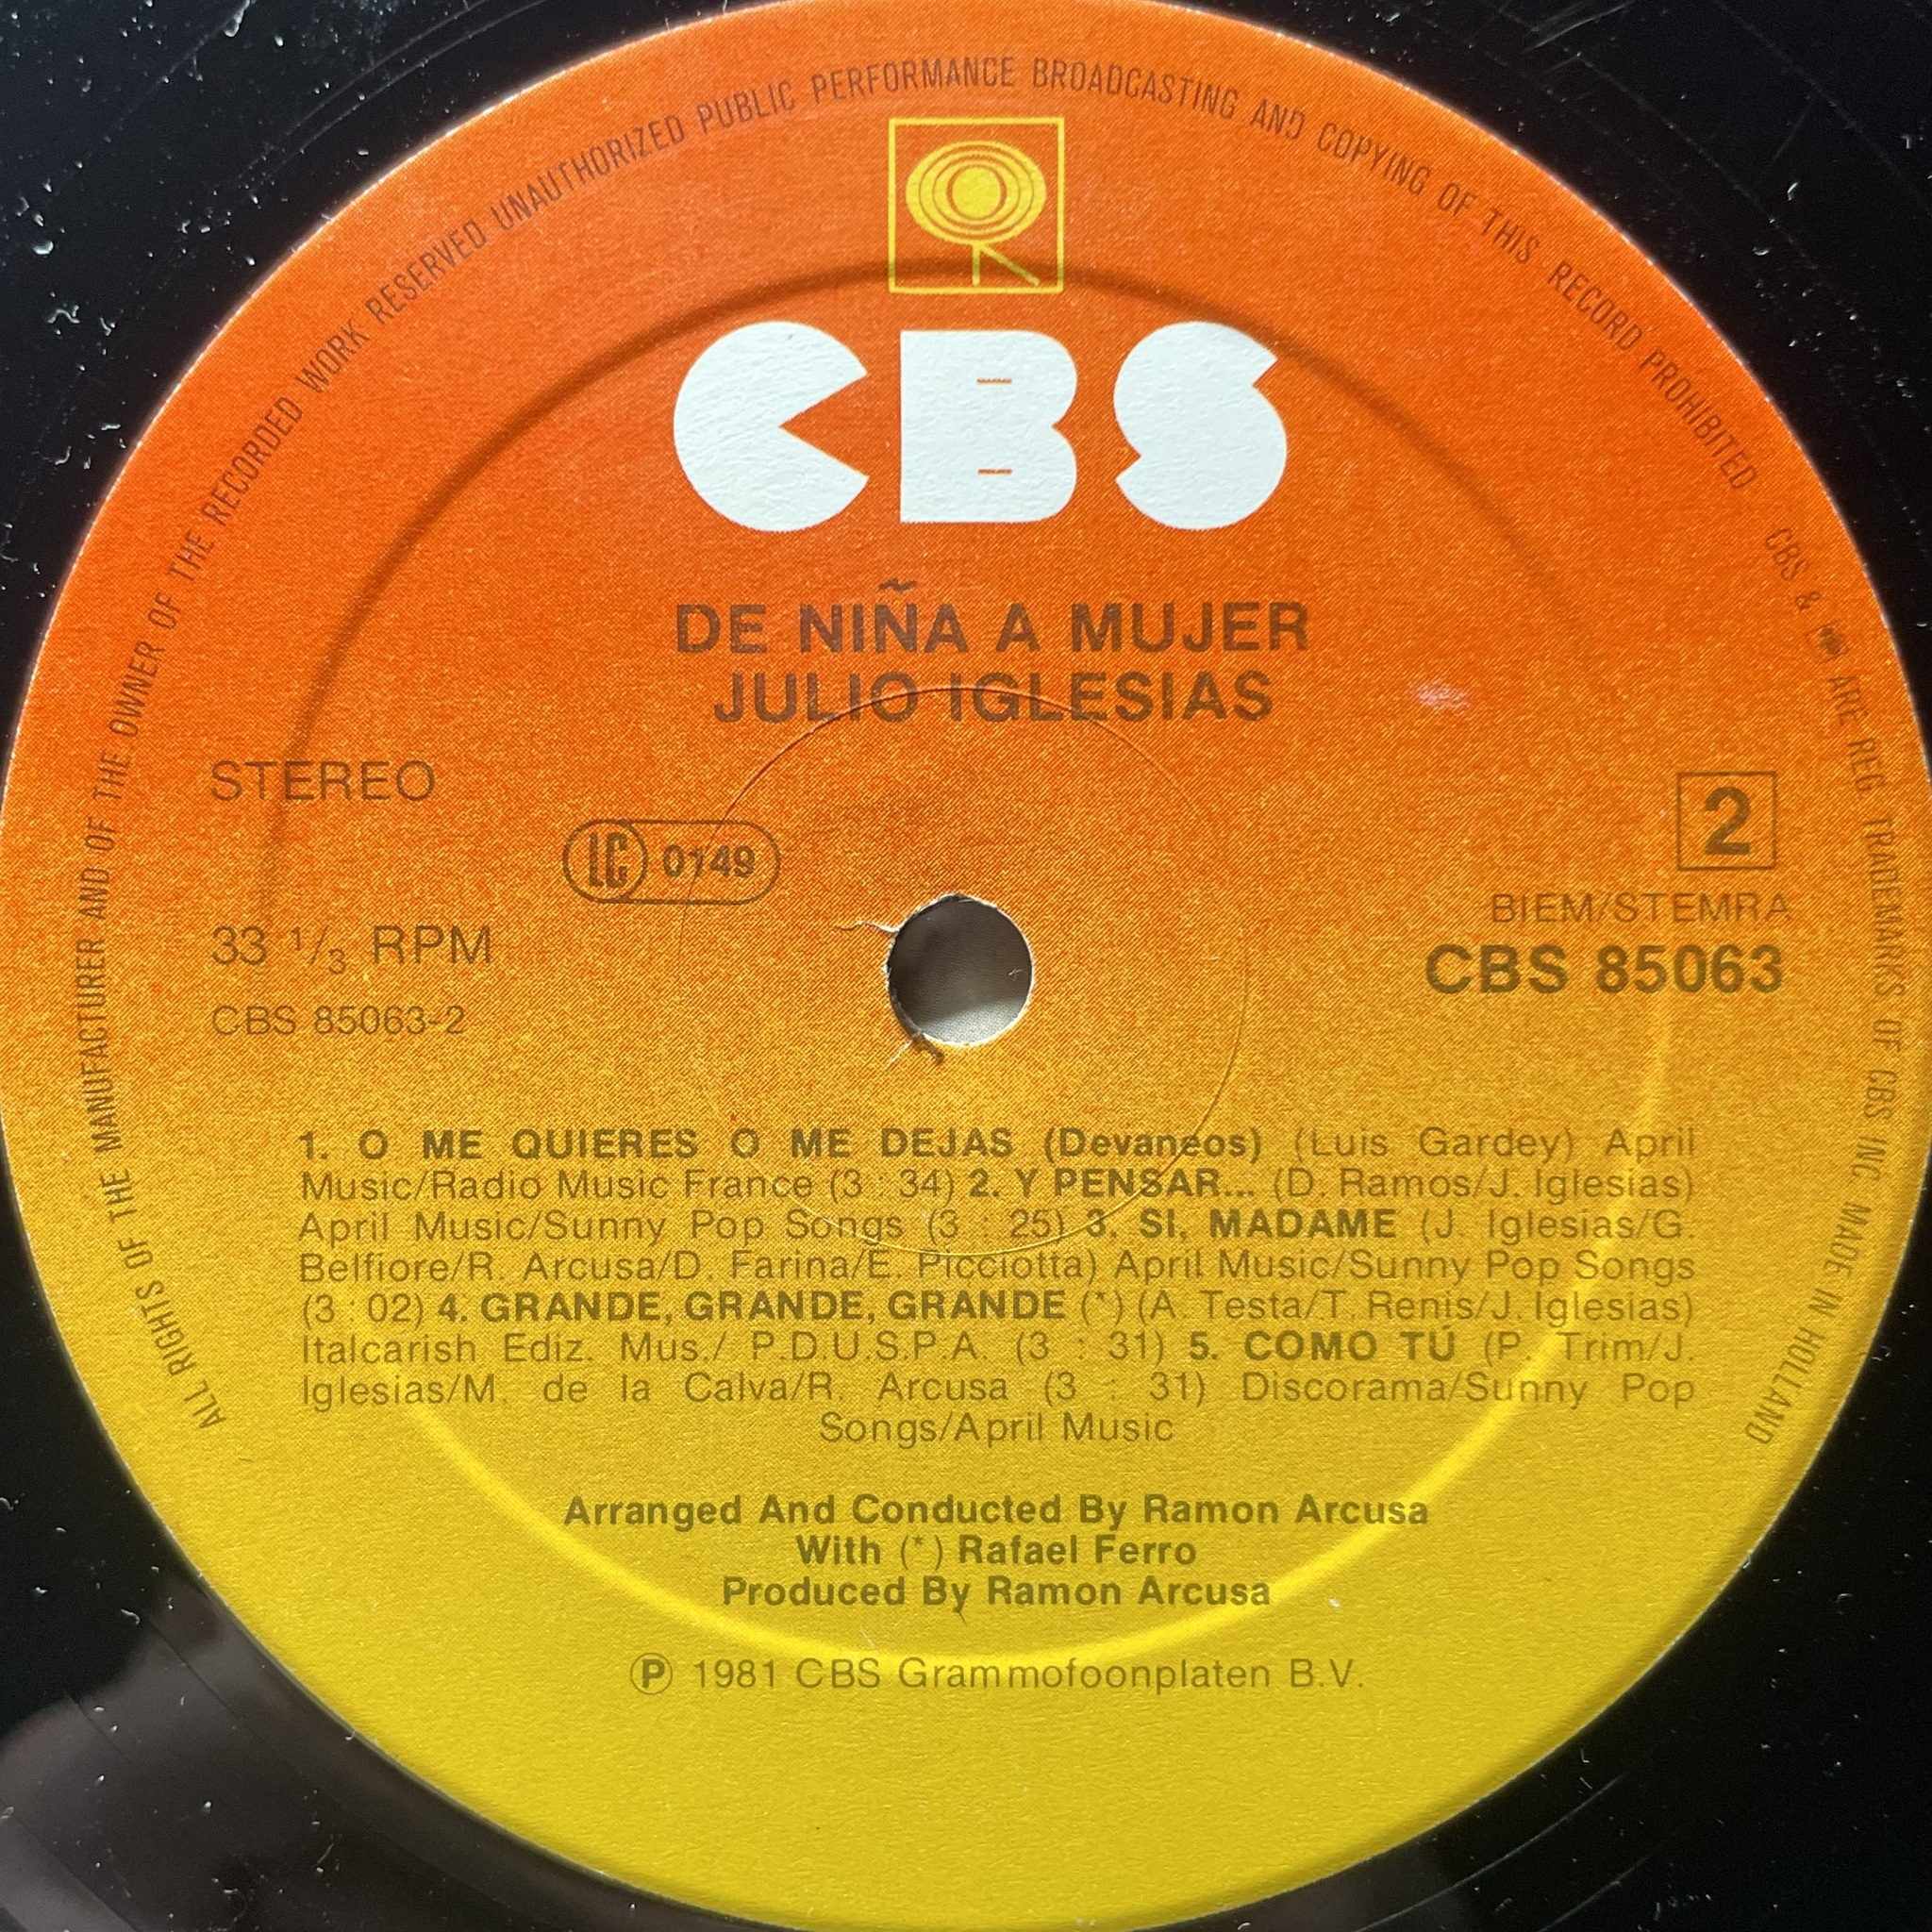 ALL RIGHTS OF THE MANUFACTURER AND OF THE OWNER OF THE RECORDED WORK RESERVED UNAUTHORIZED PUBLIC PERFORMANCE BROADCASTING AND COPYING OF THIS RECORD PROHIBITED CBS & ARE REG. TRADEMARKS OF CBS INC. MADE IN HOLLAND
CBS
DE NIÑA A MUJER
JULIO IGLESIAS
STEREO
LC 0149
33 1/3 RPM
CBS 85063-2
2
BIEM/STEMRA
CBS 85063
1. O ME QUIERES O ME DEJAS (Devaneos) (Luis Gardey) April
Music/Radio Music France (3 : 34) 2. Y PENSAR... (D. Ramos/J. Iglesias)
April Music/Sunny Pop Songs (3 : 25) 3. SI, MADAME (J. Iglesias/G.
Belfiore/R. Arcusa/D. Farina/E. Picciotta) April Music/Sunny Pop Songs
(3 : 02) 4. GRANDE, GRANDE, GRANDE (*) (A. Testa/T. Renis/J. Iglesias)
Italcarish Ediz. Mus./ P.D.U.S.P.A. (3 : 31) 5. COMO TÚ (P. Trim/J.
Iglesias/M. de la Calva/R. Arcusa (3 : 31) Discorama/Sunny Pop
Songs/April Music
Arranged And Conducted By Ramon Arcusa
With (*) Rafael Ferro
Produced By Ramon Arcusa
℗ 1981 CBS Grammofoonplaten B.V.